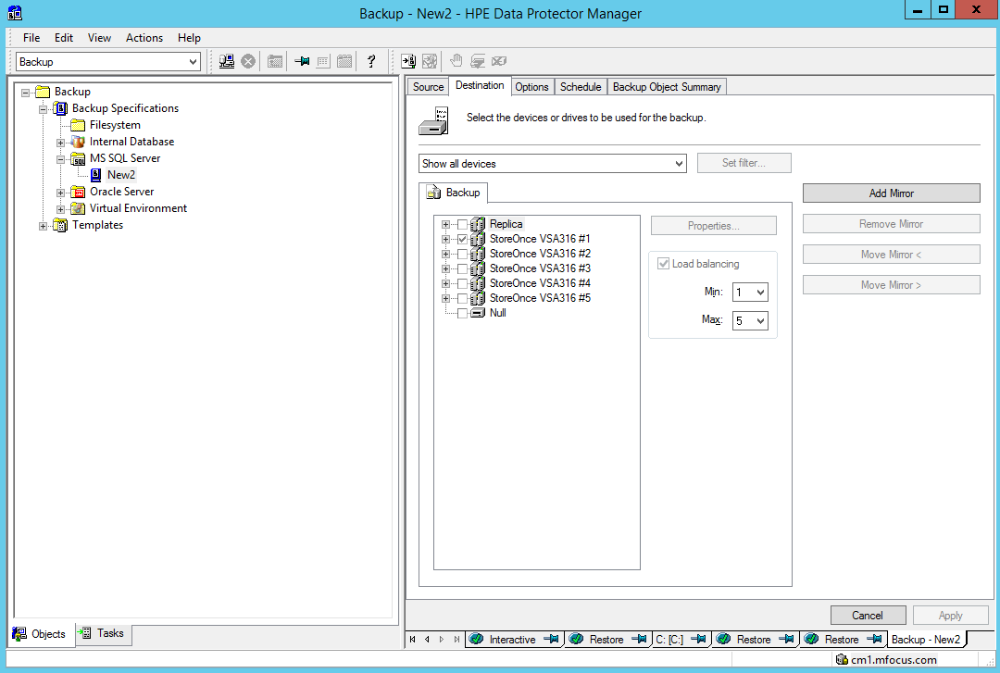 Backup - New2 - HPE Data Protector Manager
File Edit View Actions Help
Backup
?
Backup
Backup Specifications
Filesystem
Internal Database
MS SQL Server
New2
Oracle Server
Virtual Environment
Templates
Source Destination Options Schedule Backup Object Summary
Select the devices or drives to be used for the backup.
Show all devices
Set filter...
Backup
Replica
StoreOnce VSA316 #1
StoreOnce VSA316 #2
StoreOnce VSA316 #3
StoreOnce VSA316 #4
StoreOnce VSA316 #5
Null
Properties...
Load balancing
Min: 1
Max: 5
Add Mirror
Remove Mirror
Move Mirror <
Move Mirror >
Cancel Apply
Objects Tasks
Interactive Restore C: [C:] Restore Restore Backup - New2
cm1.mfocus.com